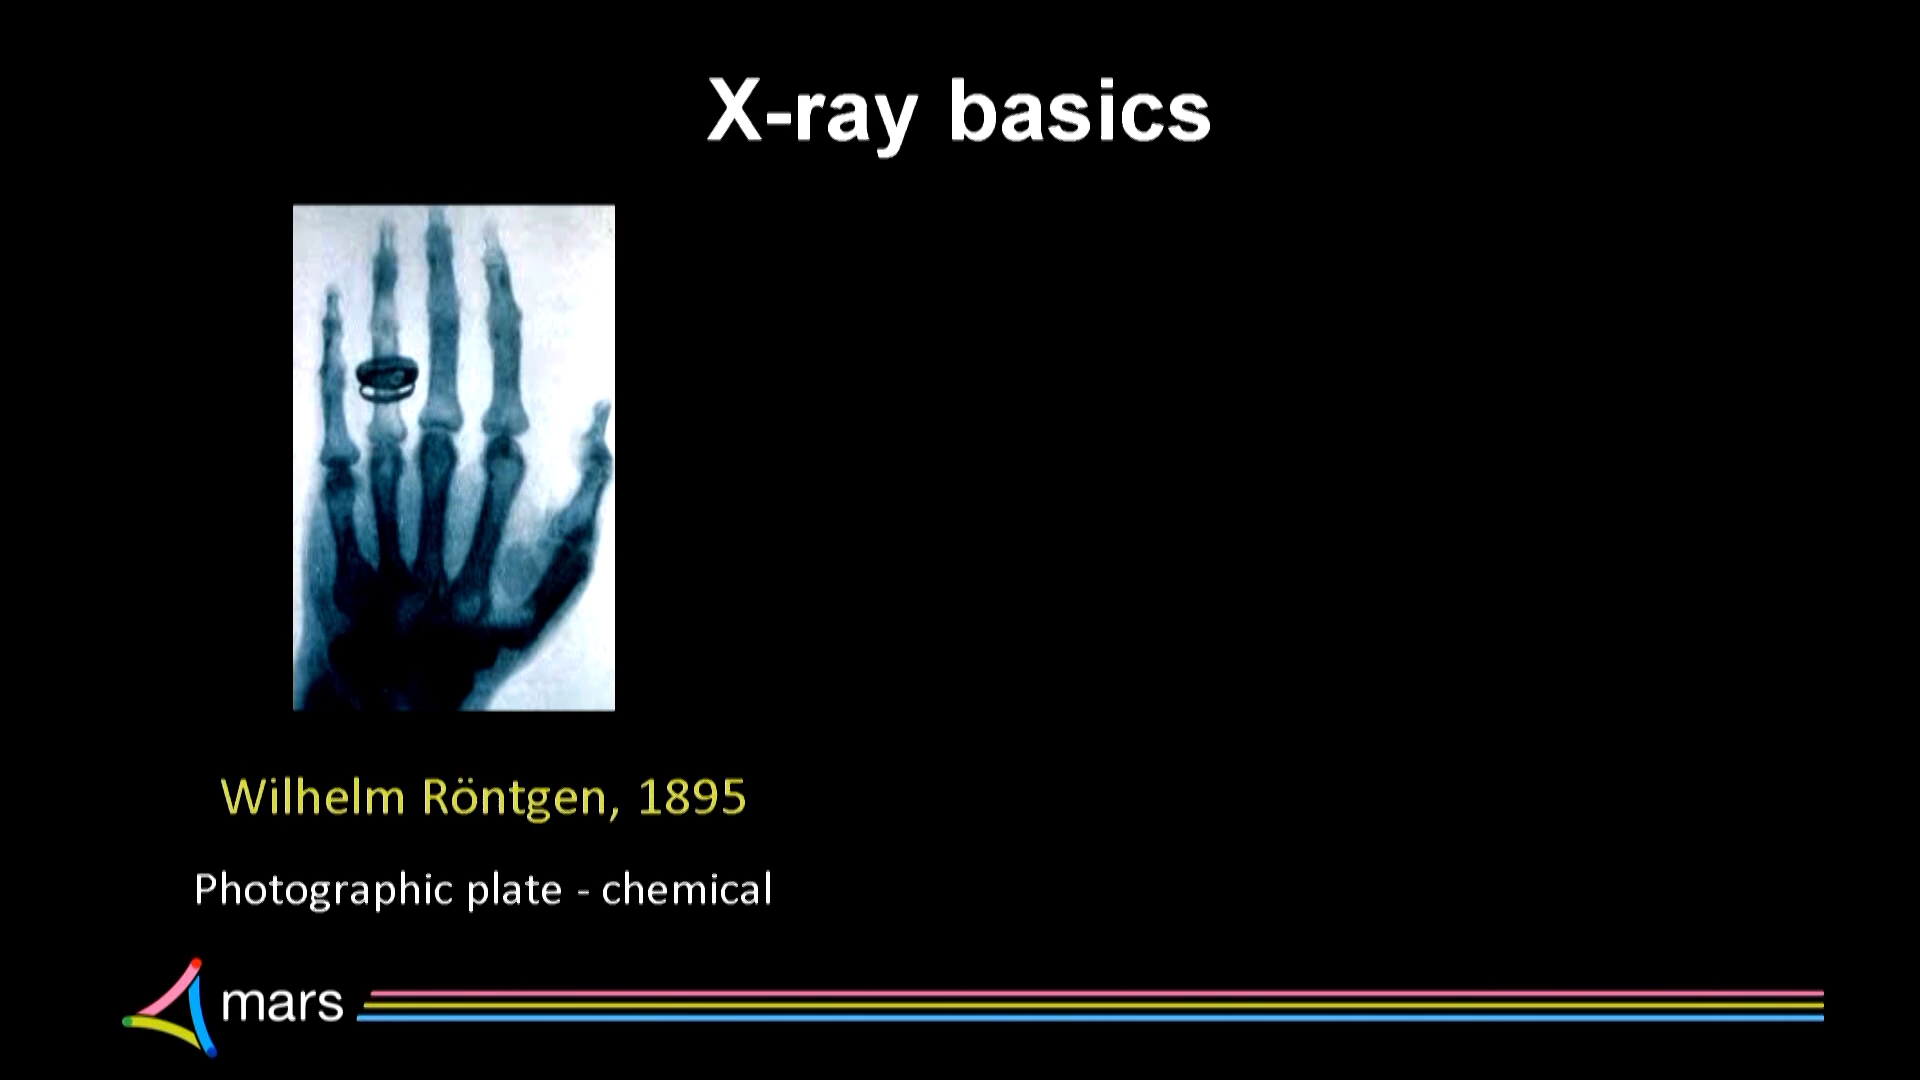 X-ray basics
Wilhelm Röntgen, 1895
Photographic plate - chemical
mars